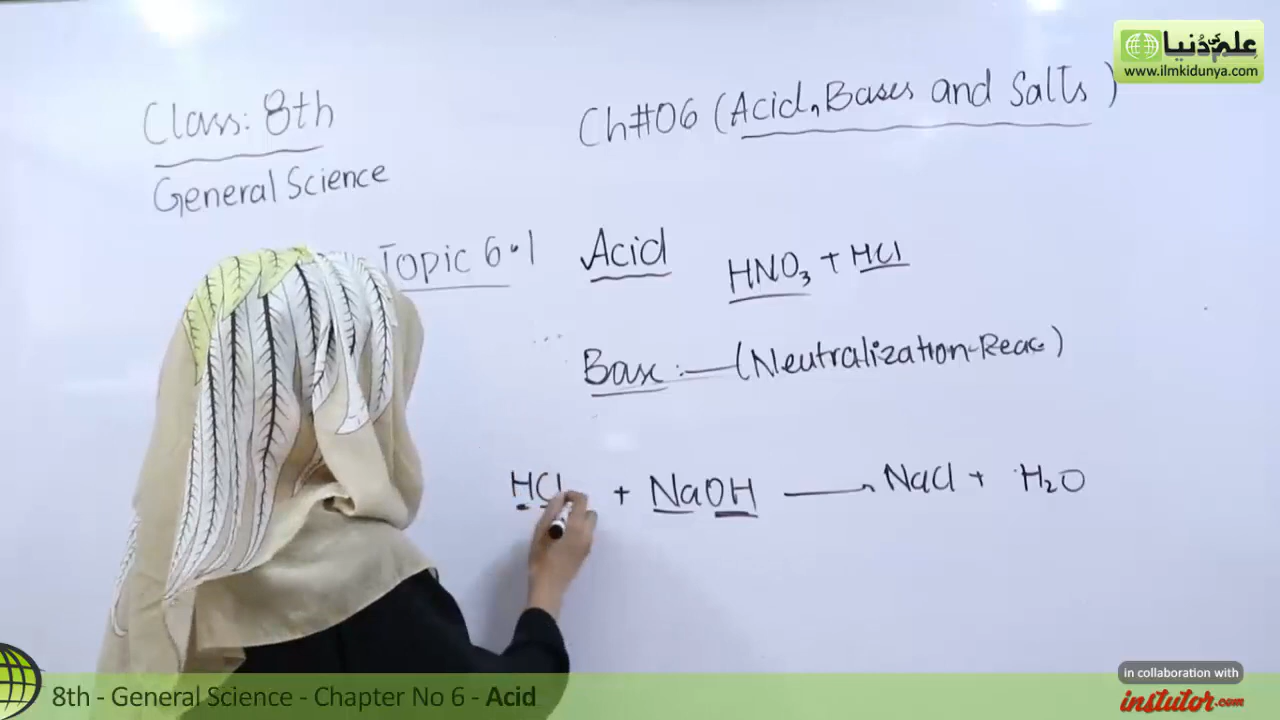 علم کی دُنیا
www.ilmkidunya.com
Class: 8th
Ch#06 (Acid, Bases and Salts)
General Science
Topic 6.1 Acid HNO₃ + HCl
Base :—(Neutralization-Reac)
HCl + NaOH → NaCl + H₂O
in collaboration with
instutor.com
8th - General Science - Chapter No 6 - Acid